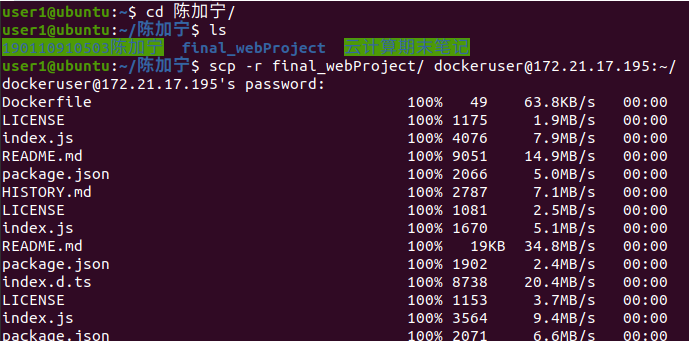 user1@ubuntu:~$ cd 陈加宁/
user1@ubuntu:~/陈加宁$ ls
190110910503陈加宁 final_webProject 云计算期末笔记
user1@ubuntu:~/陈加宁$ scp -r final_webProject/ dockeruser@172.21.17.195:~/
dockeruser@172.21.17.195's password:
Dockerfile 100% 49 63.8KB/s 00:00
LICENSE 100% 1175 1.9MB/s 00:00
index.js 100% 4076 7.9MB/s 00:00
README.md 100% 9051 14.9MB/s 00:00
package.json 100% 2066 5.0MB/s 00:00
HISTORY.md 100% 2787 7.1MB/s 00:00
LICENSE 100% 1081 2.5MB/s 00:00
index.js 100% 1670 5.1MB/s 00:00
README.md 100% 19KB 34.8MB/s 00:00
package.json 100% 1902 2.4MB/s 00:00
index.d.ts 100% 8738 20.4MB/s 00:00
LICENSE 100% 1153 3.7MB/s 00:00
index.js 100% 3564 9.4MB/s 00:00
package.json 100% 2071 6.6MB/s 00:00